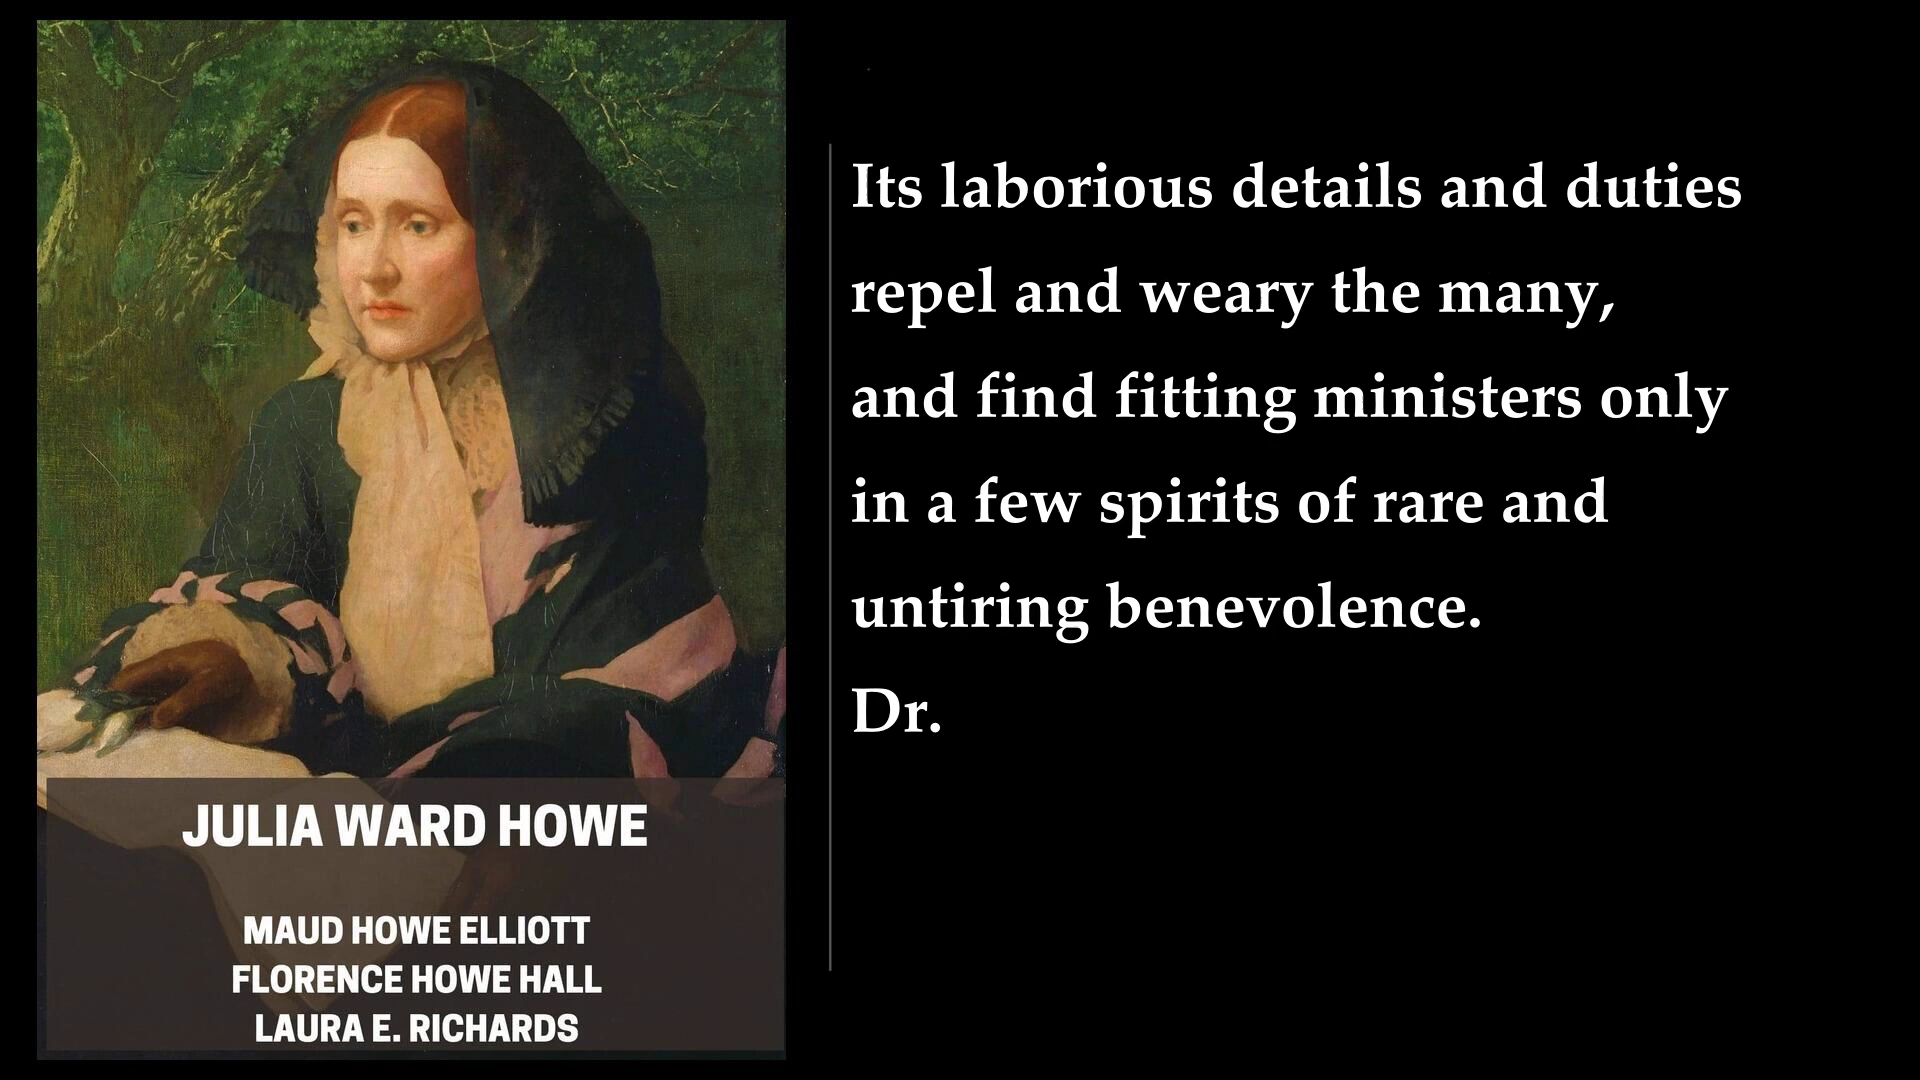 JULIA WARD HOWE
MAUD HOWE ELLIOTT
FLORENCE HOWE HALL
LAURA E. RICHARDS
Its laborious details and duties
repel and weary the many,
and find fitting ministers only
in a few spirits of rare and
untiring benevolence.
Dr.